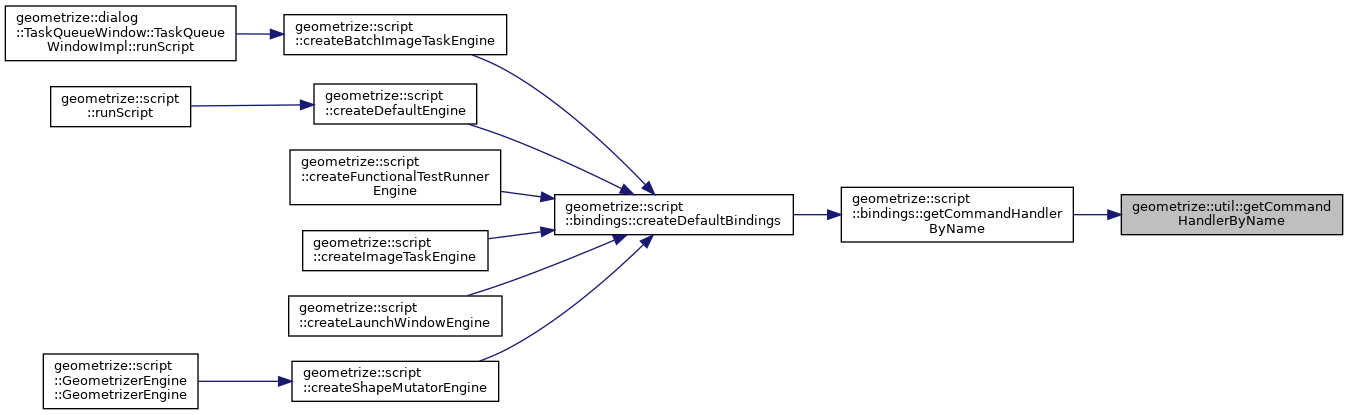 geometrize::dialog
::TaskQueueWindow::TaskQueue
WindowImpl::runScript
geometrize::script
::createBatchImageTaskEngine
geometrize::script
::runScript
geometrize::script
::createDefaultEngine
geometrize::script
::createFunctionalTestRunner
Engine
geometrize::script
::createImageTaskEngine
geometrize::script
::createLaunchWindowEngine
geometrize::script
::GeometrizerEngine
::GeometrizerEngine
geometrize::script
::createShapeMutatorEngine
geometrize::script
::bindings::createDefaultBindings
geometrize::script
::bindings::getCommandHandler
ByName
geometrize::util::getCommand
HandlerByName